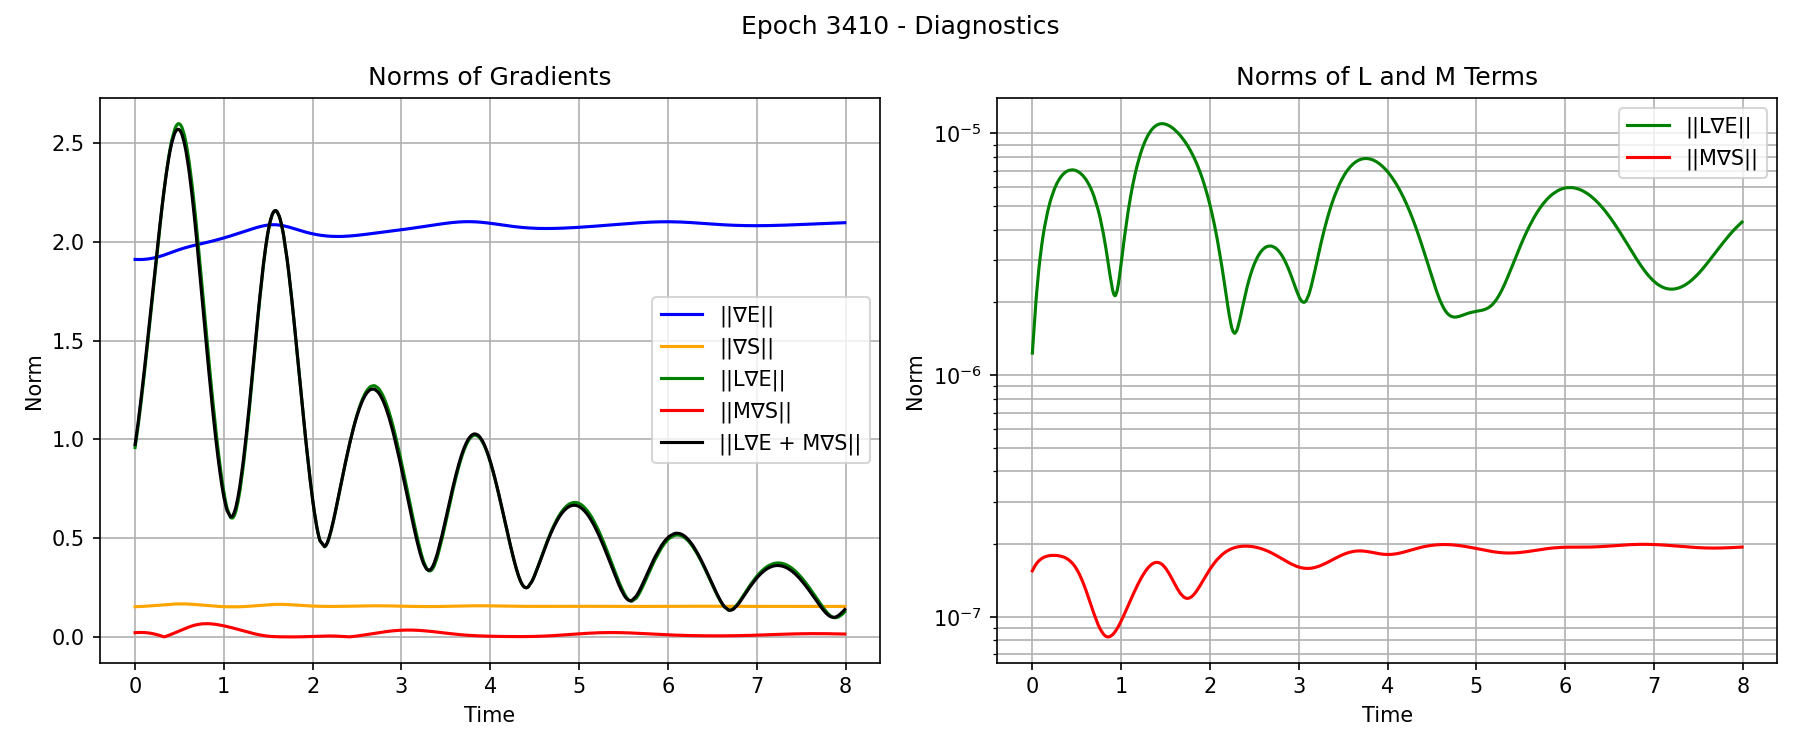 Epoch 3410 - Diagnostics
Norms of Gradients
Norm
2.5
2.0
1.5
1.0
0.5
0.0
||∇E||
||∇S||
||L∇E||
||M∇S||
||L∇E + M∇S||
0 1 2 3 4 5 6 7 8
Time
Norms of L and M Terms
Norm
10⁻⁵
10⁻⁶
10⁻⁷
||L∇E||
||M∇S||
0 1 2 3 4 5 6 7 8
Time